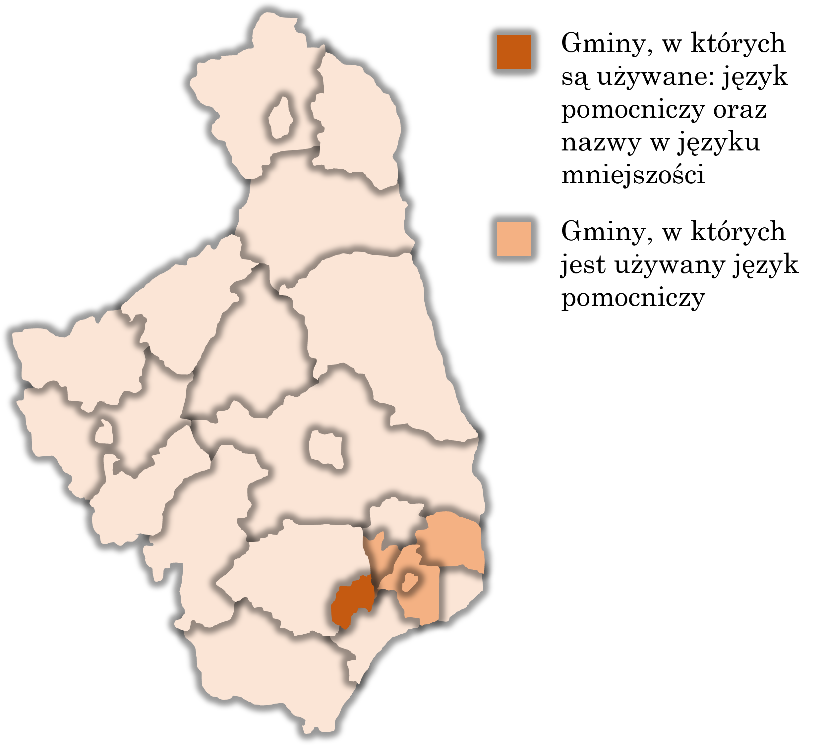 Gminy, w których
są używane: język
pomocniczy oraz
nazwy w języku
mniejszości
Gminy, w których
jest używany język
pomocniczy